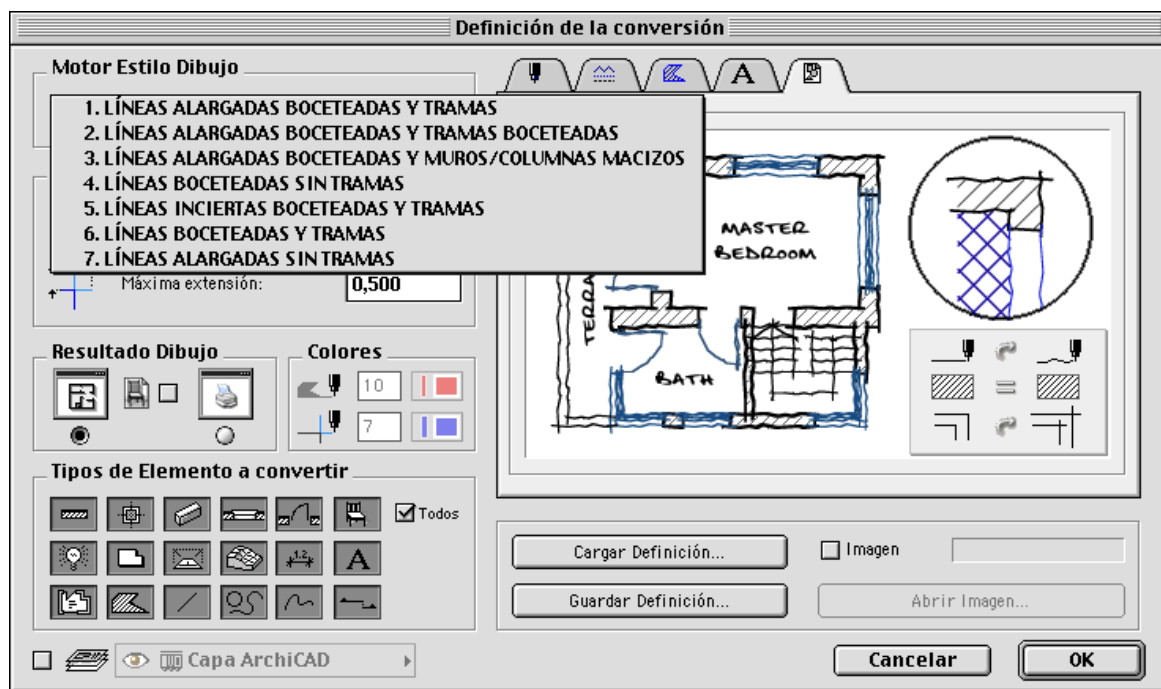 Definición de la conversión
Motor Estilo Dibujo
1. LÍNEAS ALARGADAS BOCETEADAS Y TRAMAS
2. LÍNEAS ALARGADAS BOCETEADAS Y TRAMAS BOCETEADAS
3. LÍNEAS ALARGADAS BOCETEADAS Y MUROS/COLUMNAS MACIZOS
4. LÍNEAS BOCETEADAS SIN TRAMAS
5. LÍNEAS INCIERTAS BOCETEADAS Y TRAMAS
6. LÍNEAS BOCETEADAS Y TRAMAS
7. LÍNEAS ALARGADAS SIN TRAMAS
Máxima extensión:
0,500
A
MASTER
BEDROOM
BATH
Resultado Dibujo
Colores
10
7
Tipos de Elemento a convertir
Todos
1.2
A
Cargar Definición...
Imagen
Guardar Definición...
Abrir Imagen...
Capa ArchiCAD
Cancelar
OK